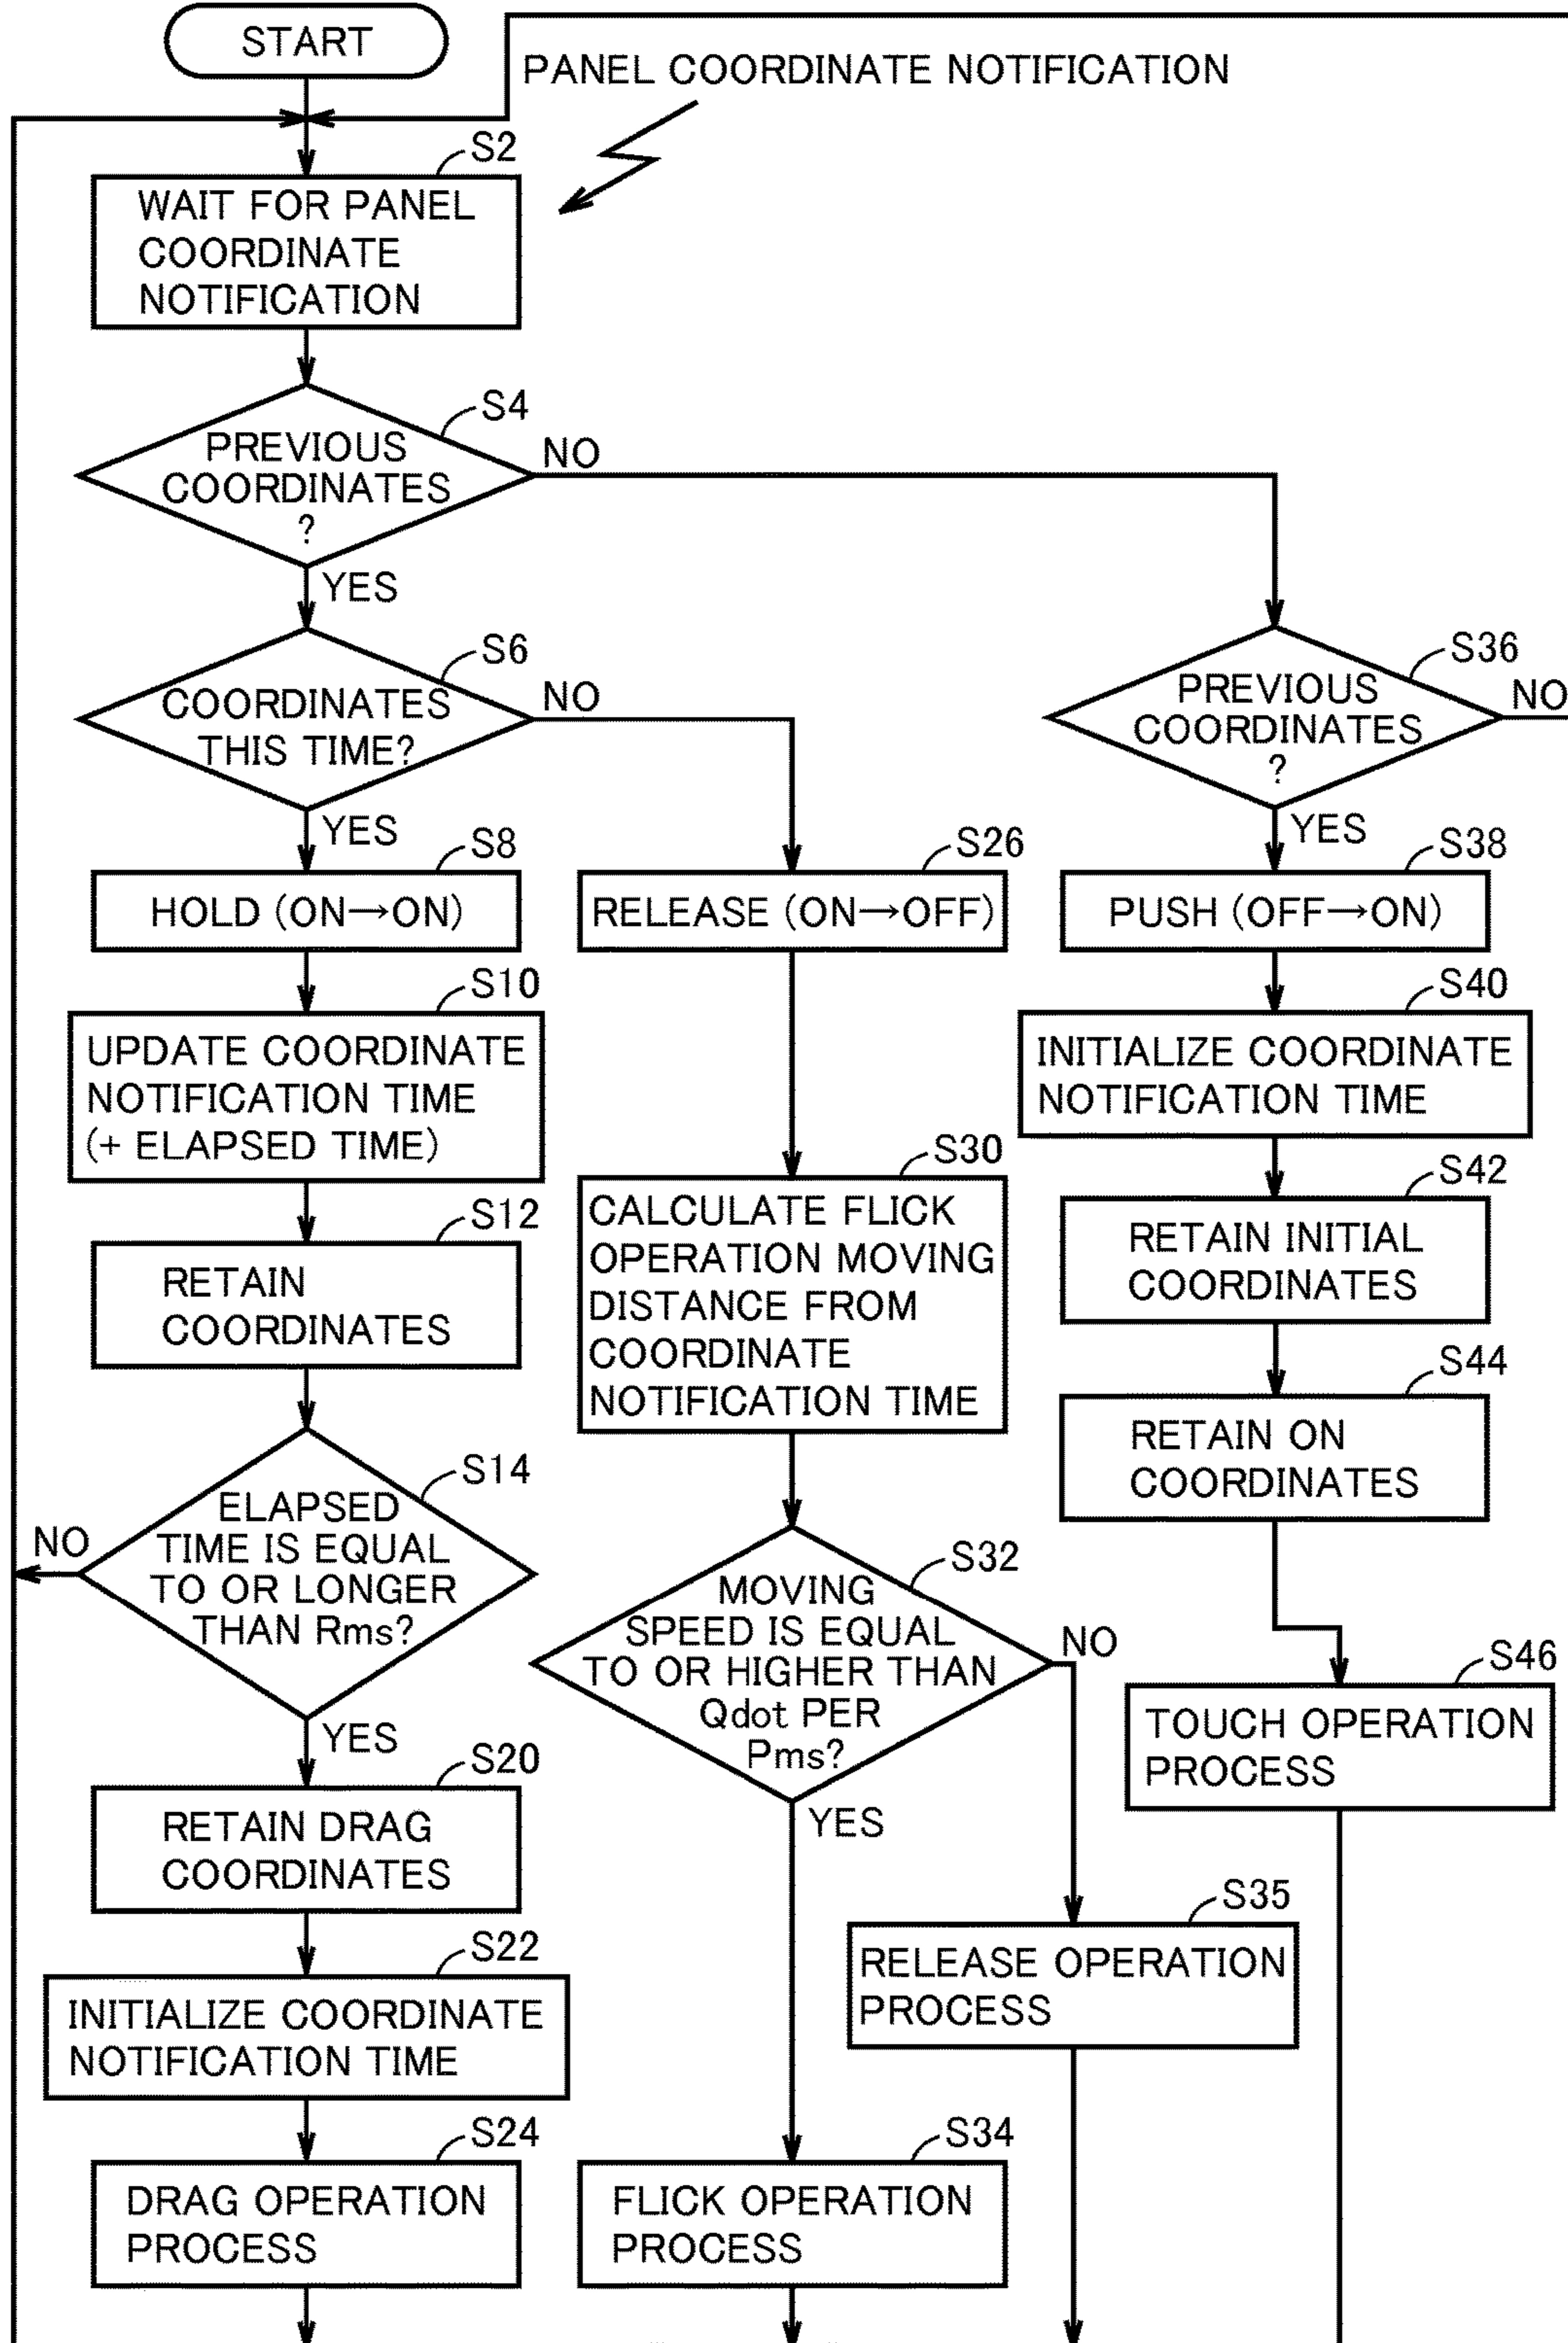 START
PANEL COORDINATE NOTIFICATION
S2
WAIT FOR PANEL
COORDINATE
NOTIFICATION
S4
PREVIOUS
COORDINATES
?
NO
YES
S6
COORDINATES
THIS TIME?
NO
YES
S36
PREVIOUS
COORDINATES
?
NO
YES
S8
HOLD (ON→ON)
S26
RELEASE (ON→OFF)
S38
PUSH (OFF→ON)
S10
UPDATE COORDINATE
NOTIFICATION TIME
(+ ELAPSED TIME)
S40
INITIALIZE COORDINATE
NOTIFICATION TIME
S12
RETAIN
COORDINATES
S30
CALCULATE FLICK
OPERATION MOVING
DISTANCE FROM
COORDINATE
NOTIFICATION TIME
S42
RETAIN INITIAL
COORDINATES
S44
RETAIN ON
COORDINATES
S14
ELAPSED
TIME IS EQUAL
TO OR LONGER
THAN Rms?
NO
YES
S32
MOVING
SPEED IS EQUAL
TO OR HIGHER THAN
Qdot PER
Pms?
NO
YES
S46
TOUCH OPERATION
PROCESS
S20
RETAIN DRAG
COORDINATES
S35
RELEASE OPERATION
PROCESS
S22
INITIALIZE COORDINATE
NOTIFICATION TIME
S24
DRAG OPERATION
PROCESS
S34
FLICK OPERATION
PROCESS